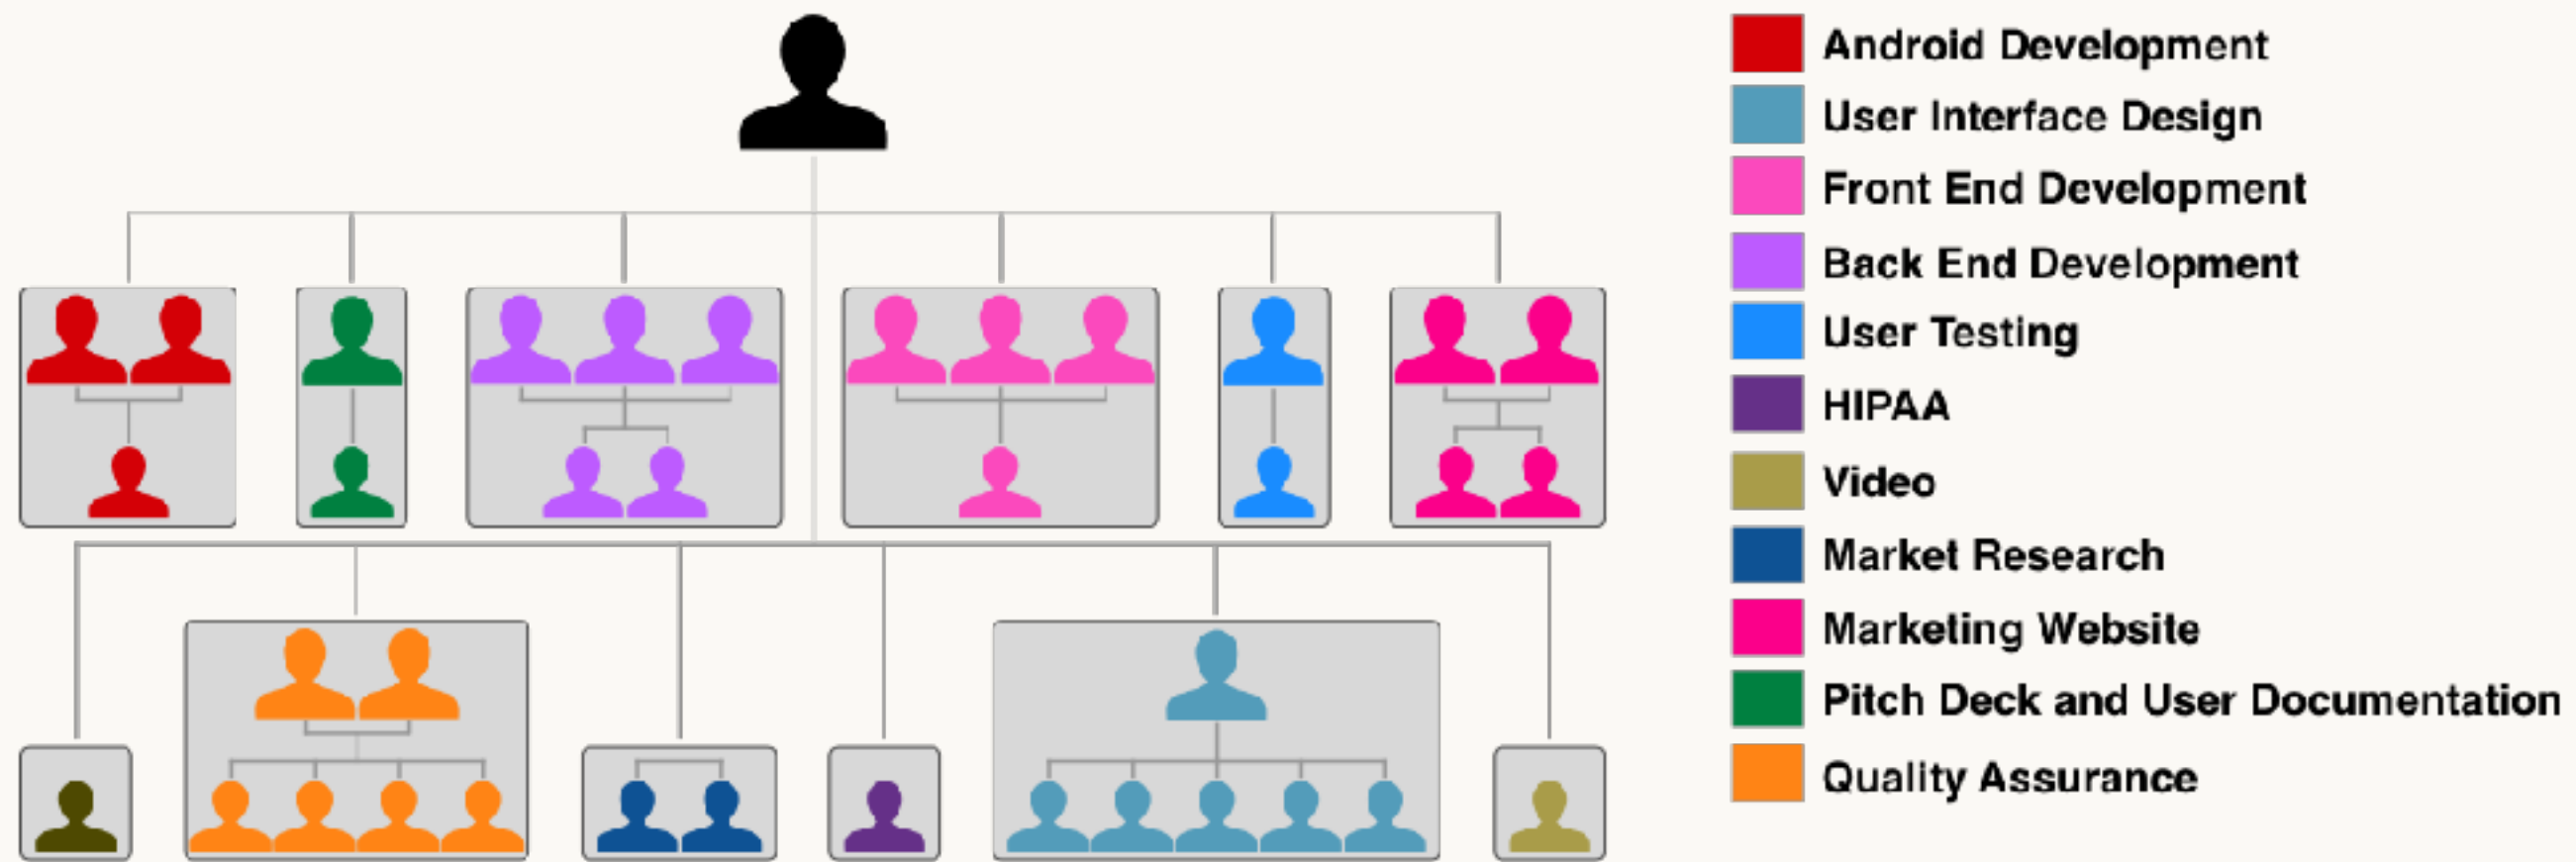 Android Development
User Interface Design
Front End Development
Back End Development
User Testing
HIPAA
Video
Market Research
Marketing Website
Pitch Deck and User Documentation
Quality Assurance